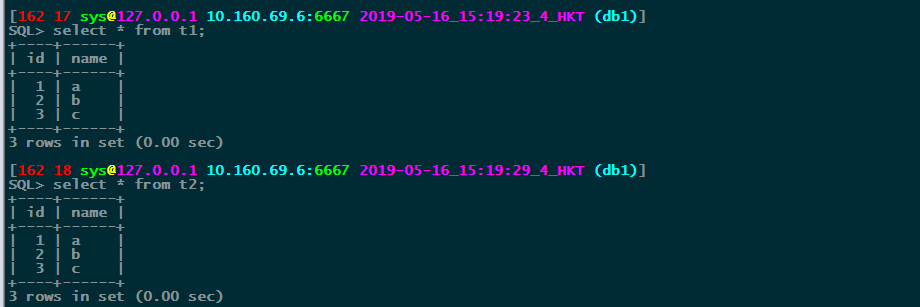 [162 17 sys@127.0.0.1 10.160.69.6:6667 2019-05-16_15:19:23_4_HKT (db1)]
SQL> select * from t1;
+----+------+
| id | name |
+----+------+
|  1 | a    |
|  2 | b    |
|  3 | c    |
+----+------+
3 rows in set (0.00 sec)
[162 18 sys@127.0.0.1 10.160.69.6:6667 2019-05-16_15:19:29_4_HKT (db1)]
SQL> select * from t2;
+----+------+
| id | name |
+----+------+
|  1 | a    |
|  2 | b    |
|  3 | c    |
+----+------+
3 rows in set (0.00 sec)